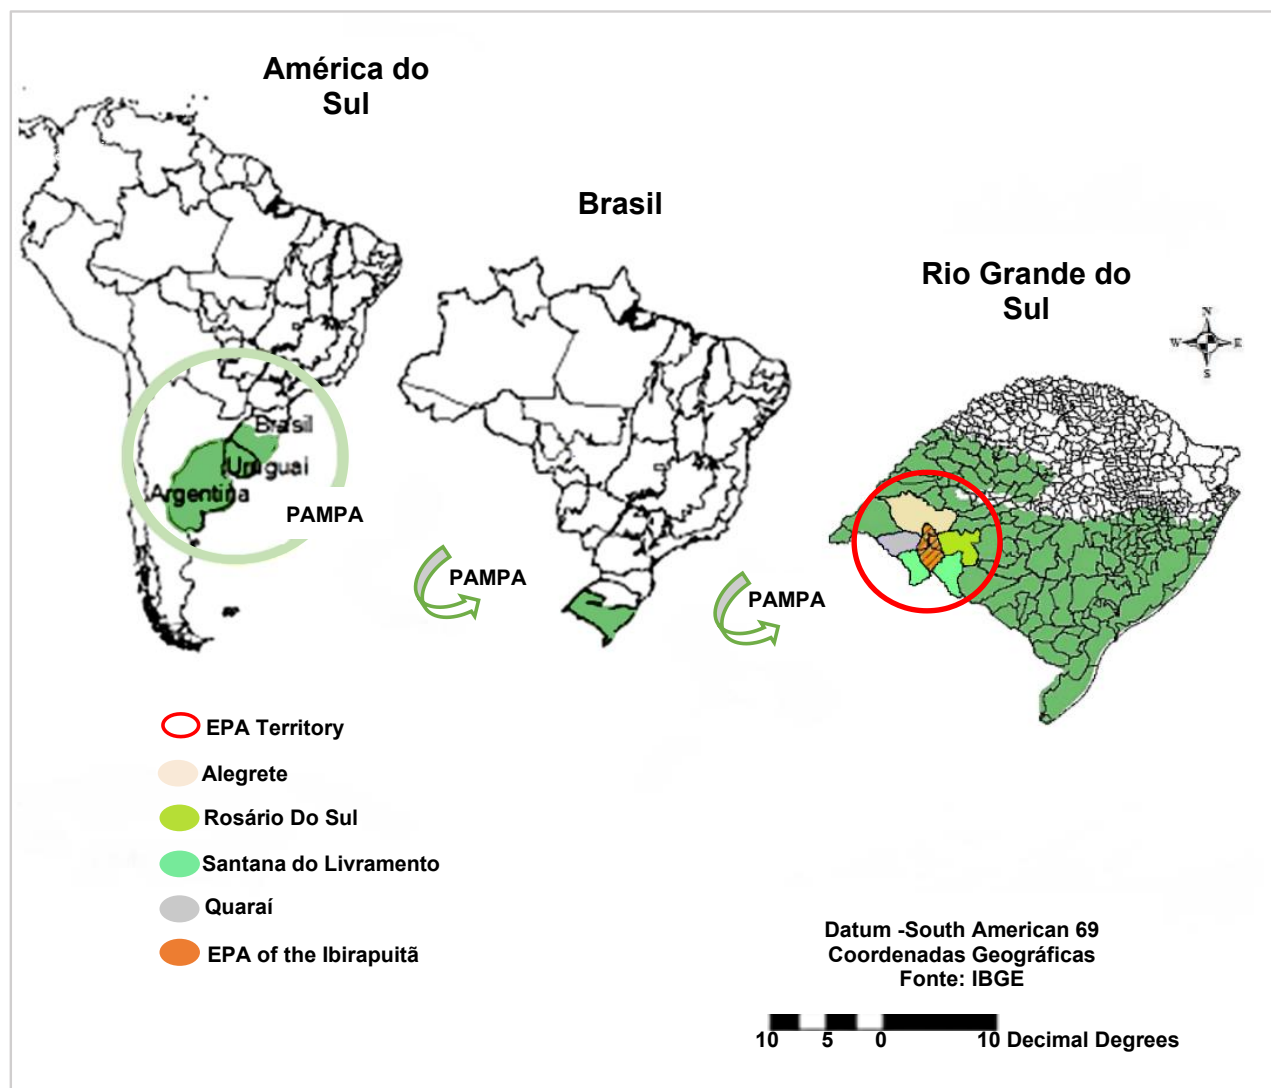 América do
Sul
Brasil
Rio Grande do
Sul
N
W E
S
Brasil
Uruguai
Argentina
PAMPA
PAMPA
PAMPA
EPA Territory
Alegrete
Rosário Do Sul
Santana do Livramento
Quaraí
EPA of the Ibirapuitã
Datum -South American 69
Coordenadas Geográficas
Fonte: IBGE
10 5 0 10 Decimal Degrees